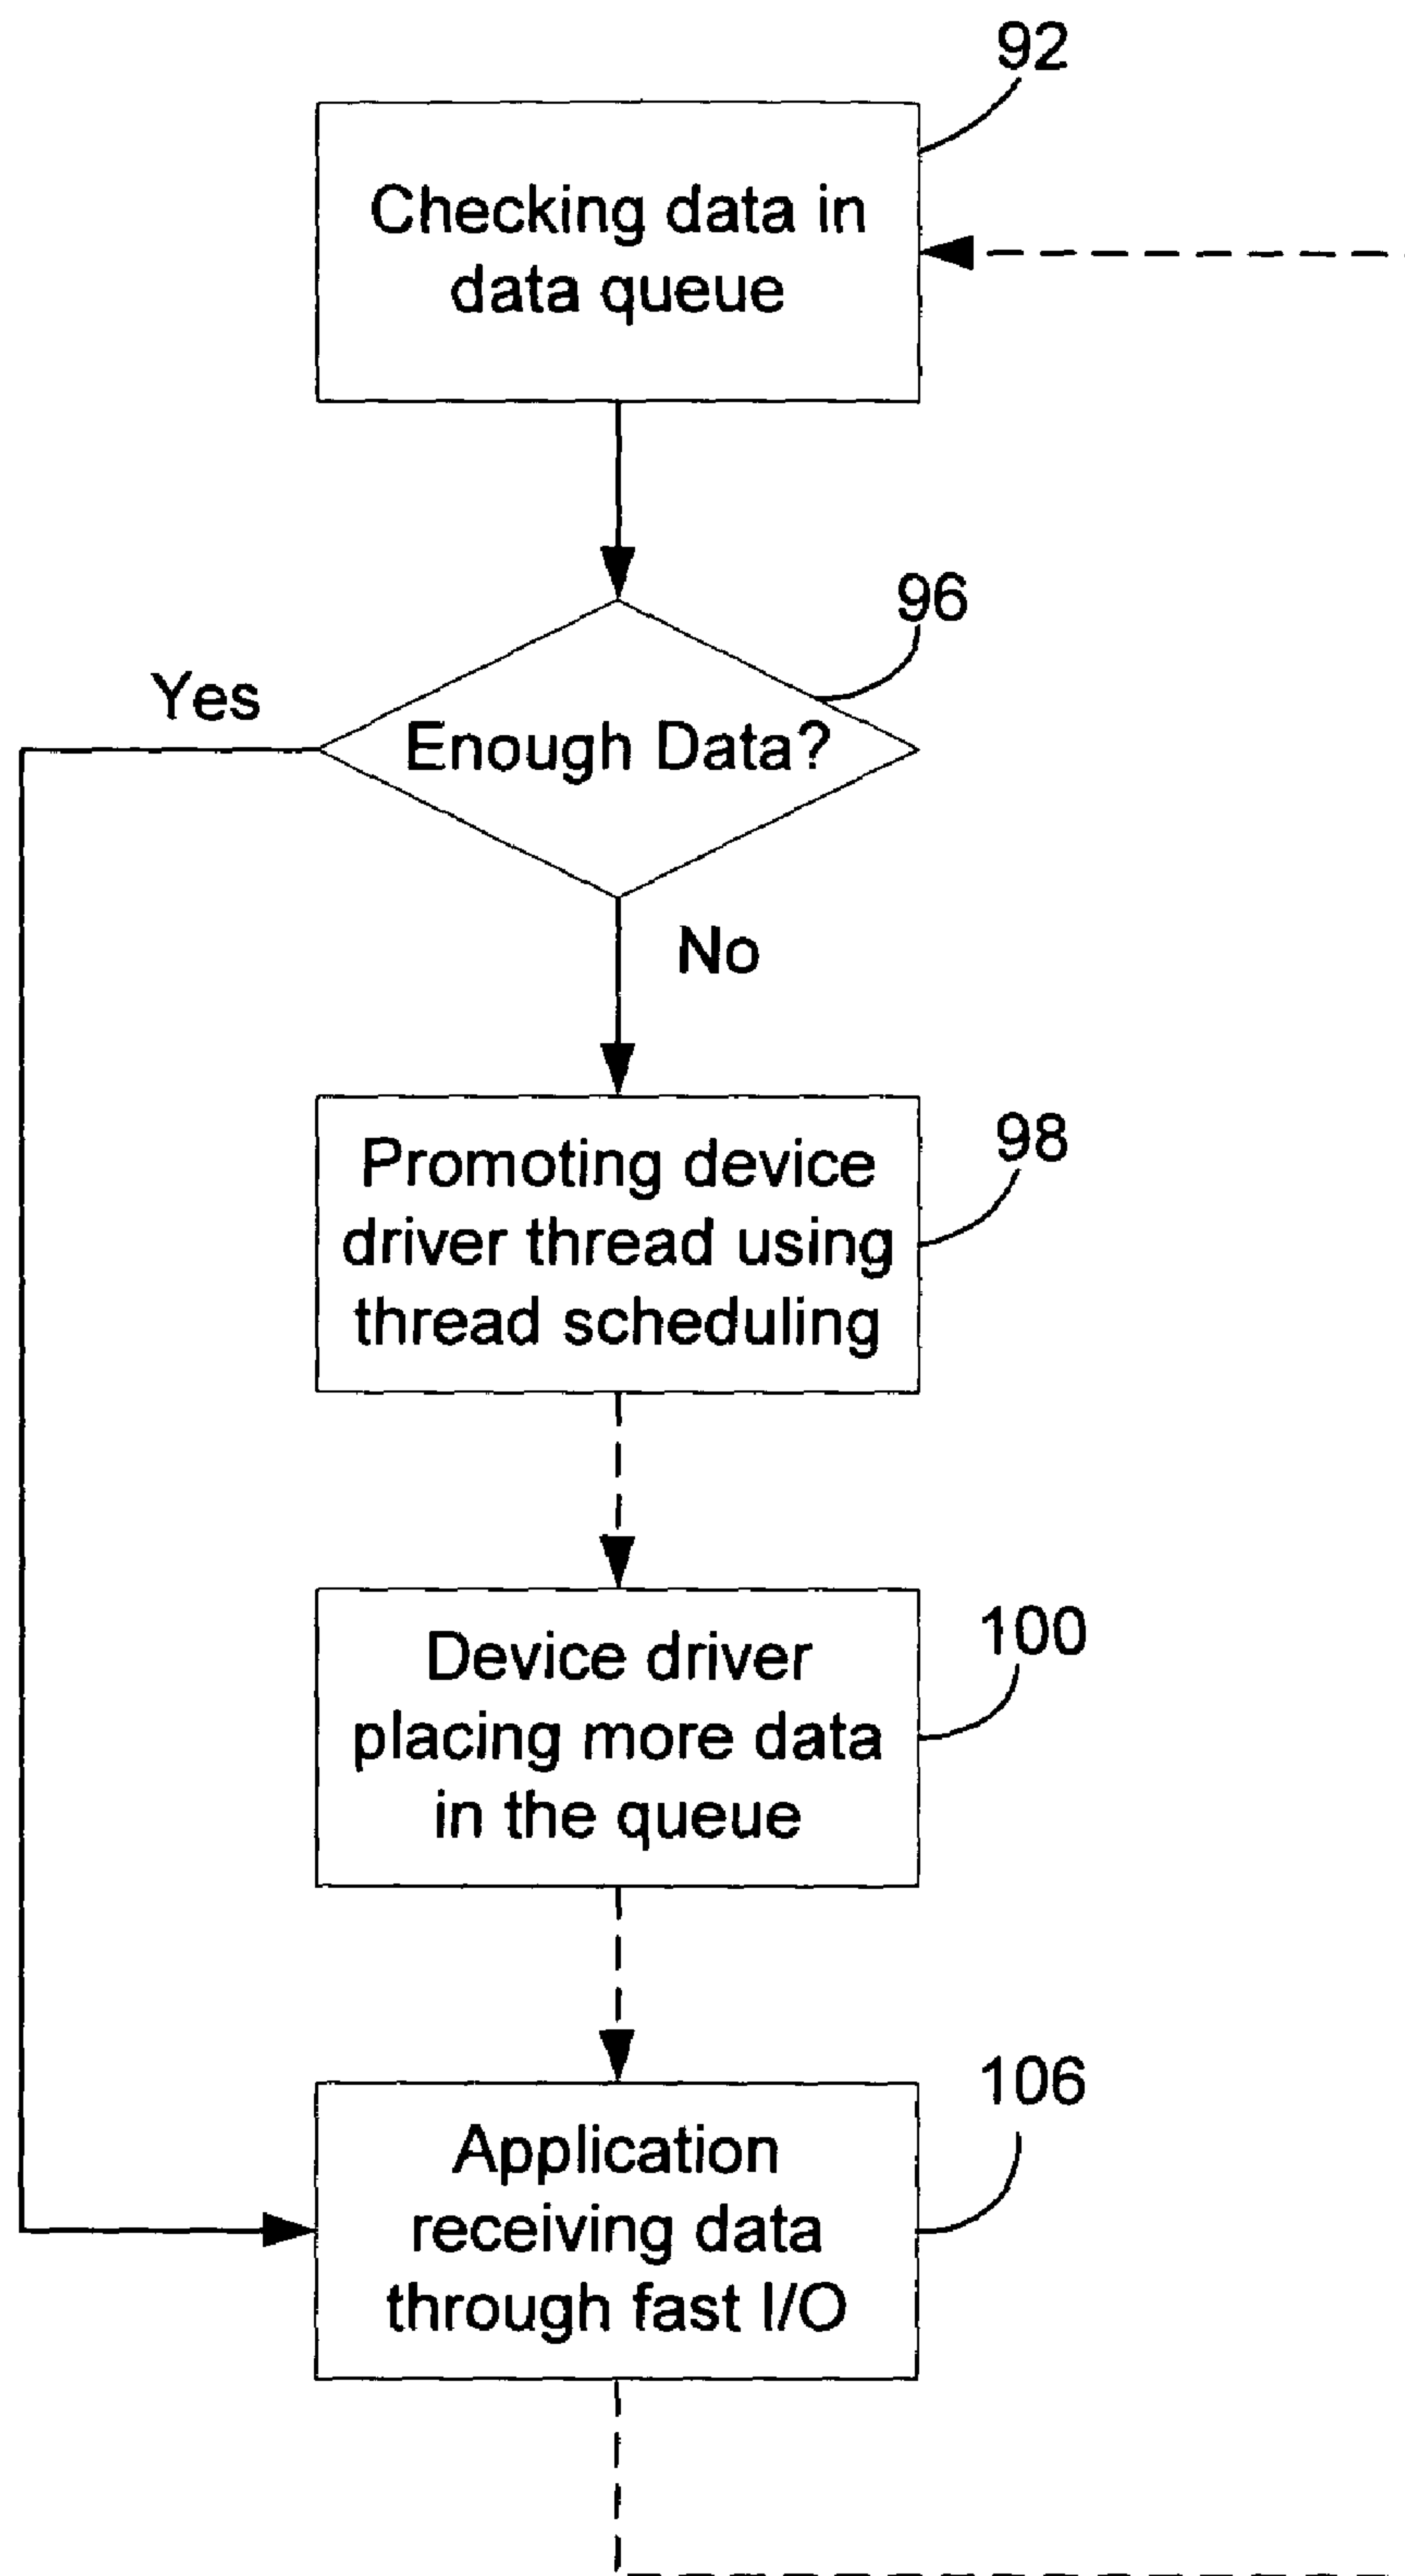 92
Checking data in
data queue
96
Yes
Enough Data?
No
98
Promoting device
driver thread using
thread scheduling
100
Device driver
placing more data
in the queue
106
Application
receiving data
through fast I/O